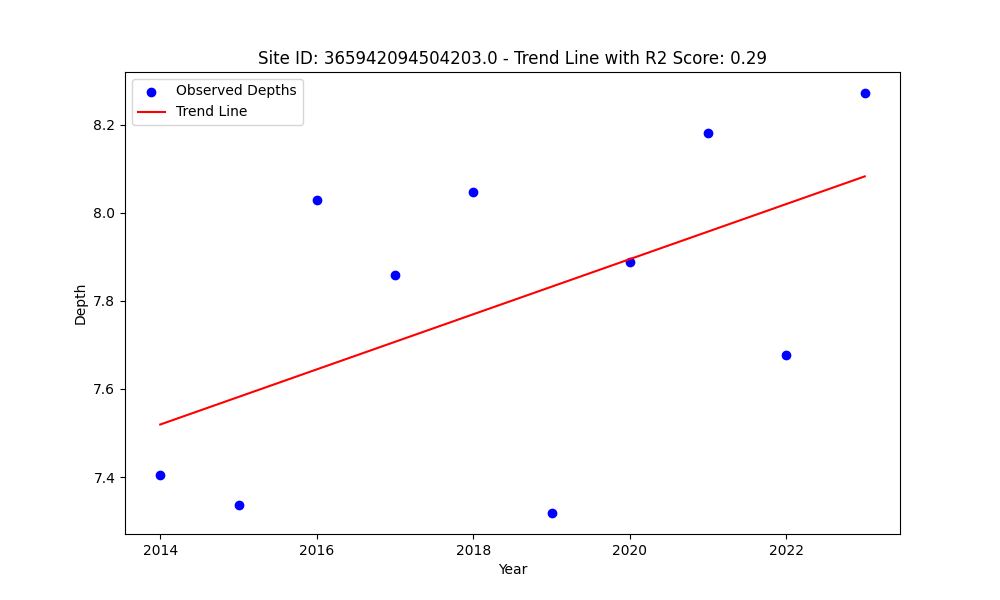 Site ID: 365942094504203.0 - Trend Line with R2 Score: 0.29
Observed Depths
Trend Line
8.2
8.0
7.8
7.6
7.4
Depth
2014
2016
2018
2020
2022
Year